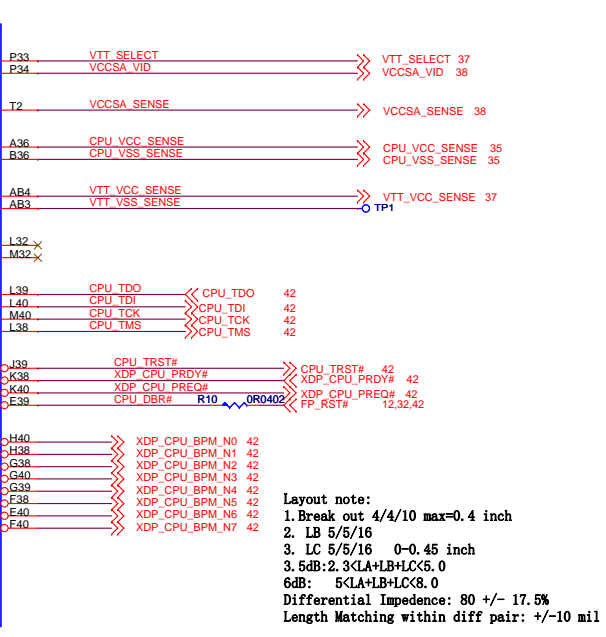 P33 VTT_SELECT VTT_SELECT 37
P34 VCCSA_VID VCCSA_VID 38
T2 VCCSA_SENSE VCCSA_SENSE 38
A36 CPU_VCC_SENSE CPU_VCC_SENSE 35
B36 CPU_VSS_SENSE CPU_VSS_SENSE 35
AB4 VTT_VCC_SENSE VTT_VCC_SENSE 37
AB3 VTT_VSS_SENSE TP1
L32
M32
L39 CPU_TDO CPU_TDO 42
L40 CPU_TDI CPU_TDI 42
M40 CPU_TCK CPU_TCK 42
L38 CPU_TMS CPU_TMS 42
J39 CPU_TRST# CPU_TRST# 42
K38 XDP_CPU_PRDY# XDP_CPU_PRDY# 42
K40 XDP_CPU_PREQ# XDP_CPU_PREQ# 42
E39 CPU_DBR# R10 0R0402 FP_RST# 12,32,42
H40 XDP_CPU_BPM_N0 42
H38 XDP_CPU_BPM_N1 42
G38 XDP_CPU_BPM_N2 42
G40 XDP_CPU_BPM_N3 42
G39 XDP_CPU_BPM_N4 42
F38 XDP_CPU_BPM_N5 42
E40 XDP_CPU_BPM_N6 42
F40 XDP_CPU_BPM_N7 42
Layout note:
1.Break out 4/4/10 max=0.4 inch
2. LB 5/5/16
3. LC 5/5/16 0-0.45 inch
3.5dB:2.3<LA+LB+LC<5.0
6dB: 5<LA+LB+LC<8.0
Differential Impedence: 80 +/- 17.5%
Length Matching within diff pair: +/-10 mil